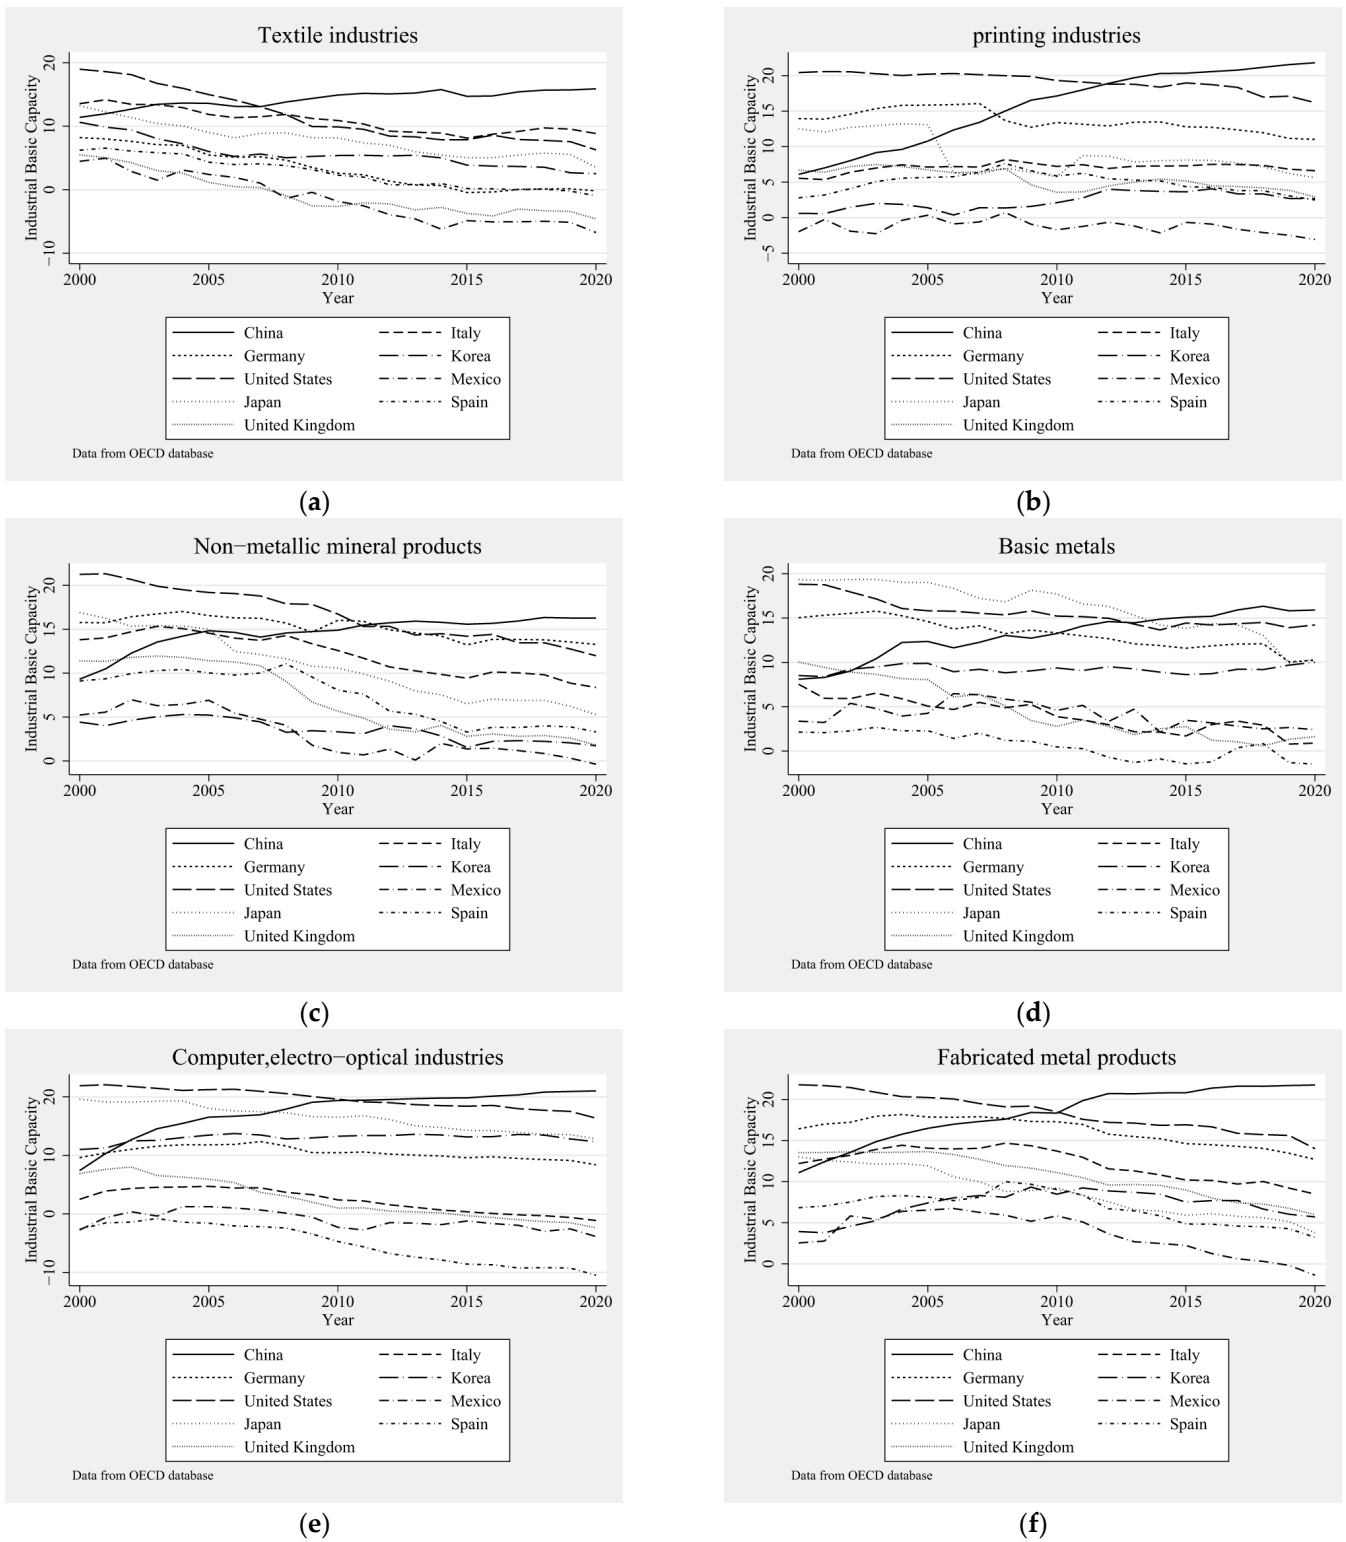 Textile industries
Industrial Basic Capacity
20
10
0
−10
2000 2005 2010 2015 2020
Year
China Italy
Germany Korea
United States Mexico
Japan Spain
United Kingdom
Data from OECD database
(a)
printing industries
Industrial Basic Capacity
20
15
10
5
0
−5
2000 2005 2010 2015 2020
Year
China Italy
Germany Korea
United States Mexico
Japan Spain
United Kingdom
Data from OECD database
(b)
Non−metallic mineral products
Industrial Basic Capacity
20
15
10
5
0
2000 2005 2010 2015 2020
Year
China Italy
Germany Korea
United States Mexico
Japan Spain
United Kingdom
Data from OECD database
(c)
Basic metals
Industrial Basic Capacity
20
15
10
5
0
2000 2005 2010 2015 2020
Year
China Italy
Germany Korea
United States Mexico
Japan Spain
United Kingdom
Data from OECD database
(d)
Computer,electro−optical industries
Industrial Basic Capacity
20
10
0
−10
2000 2005 2010 2015 2020
Year
China Italy
Germany Korea
United States Mexico
Japan Spain
United Kingdom
Data from OECD database
(e)
Fabricated metal products
Industrial Basic Capacity
20
15
10
5
0
2000 2005 2010 2015 2020
Year
China Italy
Germany Korea
United States Mexico
Japan Spain
United Kingdom
Data from OECD database
(f)